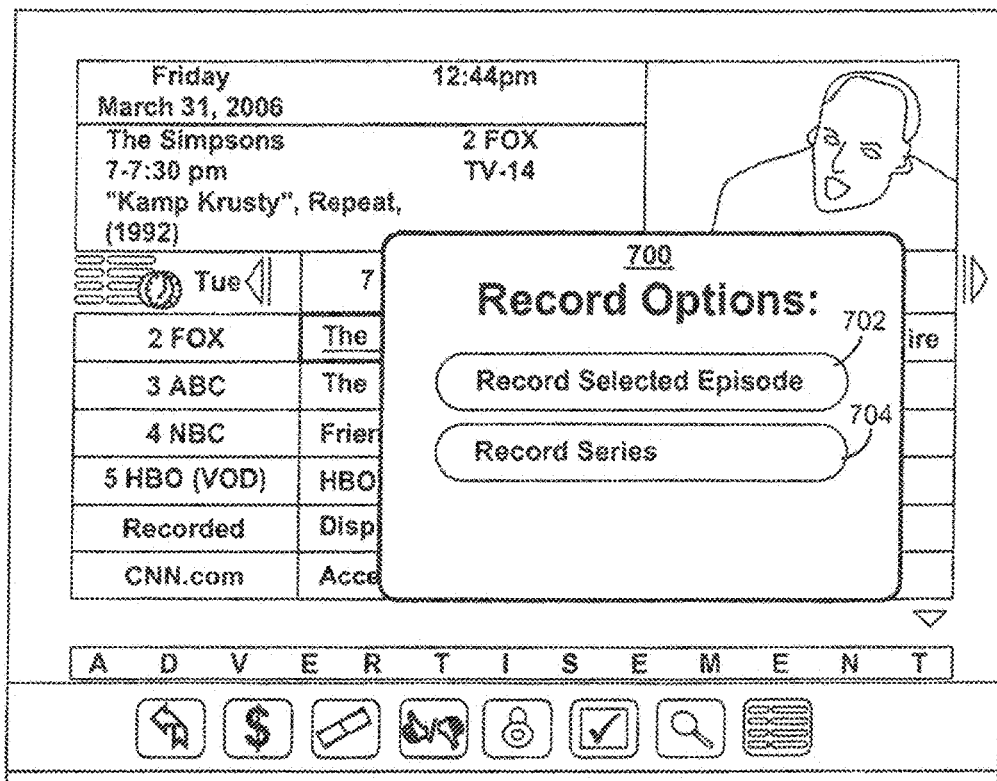 Friday 12:44pm
March 31, 2006
The Simpsons 2 FOX
7-7:30 pm TV-14
"Kamp Krusty", Repeat,
(1992)
700
Record Options:
Tue 7
702
2 FOX The ire
Record Selected Episode
3 ABC The
704
4 NBC Frien
Record Series
5 HBO (VOD) HBO
Recorded Disp
CNN.com Acce
A D V E R T I S E M E N T
$